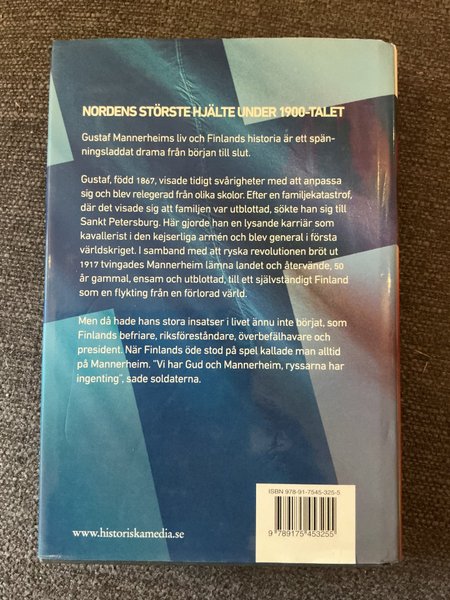 NORDENS STÖRSTE HJÄLTE UNDER 1900-TALET
Gustaf Mannerheims liv och Finlands historia är ett spän-
ningsladdat drama från början till slut.
Gustaf, född 1867, visade tidigt svårigheter med att anpassa
sig och blev relegerad från olika skolor. Efter en familjekatastrof,
där det visade sig att familjen var utblottad, sökte han sig till
Sankt Petersburg. Här gjorde han en lysande karriär som
kavallerist i den kejserliga armén och blev general i första
världskriget. I samband med att ryska revolutionen bröt ut
1917 tvingades Mannerheim lämna landet och återvände, 50
år gammal, ensam och utblottad, till ett självständigt Finland
som en flykting från en förlorad värld.
Men då hade hans stora insatser i livet ännu inte börjat, som
Finlands befriare, riksföreståndare, överbefälhavare och
president. När Finlands öde stod på spel kallade man alltid
på Mannerheim. "Vi har Gud och Mannerheim, ryssarna har
ingenting", sade soldaterna.
ISBN 978-91-7545-325-5
9 789175 453255
www.historiskamedia.se